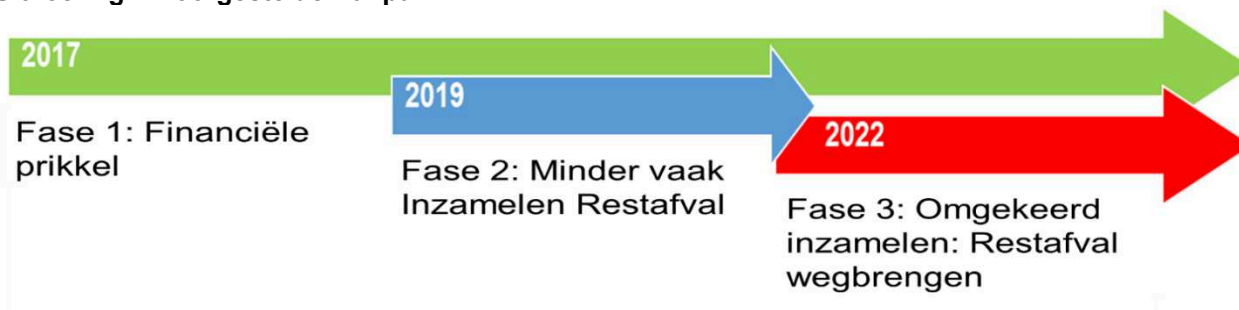 2017
Fase 1: Financiële
prikkel
2019
Fase 2: Minder vaak
Inzamelen Restafval
2022
Fase 3: Omgekeerd
inzamelen: Restafval
wegbrengen